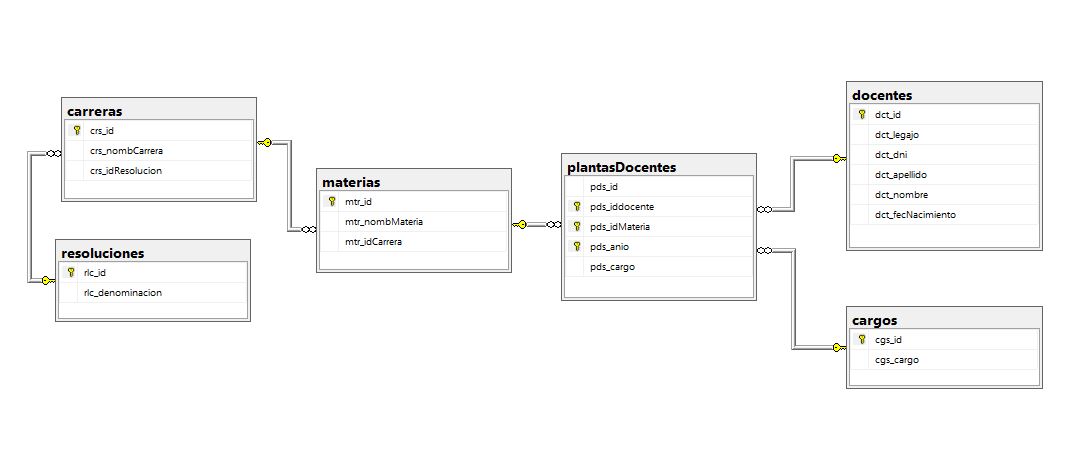 carreras
crs_id
crs_nombCarrera
crs_idResolucion
resoluciones
rlc_id
rlc_denominacion
materias
mtr_id
mtr_nombMateria
mtr_idCarrera
plantasDocentes
pds_id
pds_iddocente
pds_idMateria
pds_anio
pds_cargo
docentes
dct_id
dct_legajo
dct_dni
dct_apellido
dct_nombre
dct_fecNacimiento
cargos
cgs_id
cgs_cargo